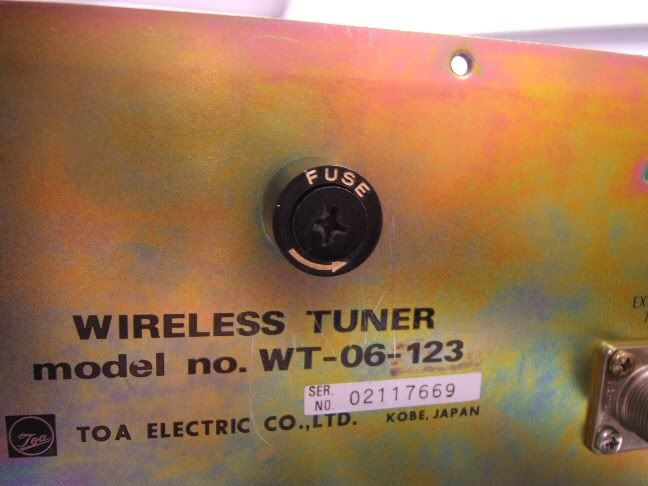 FUSE
WIRELESS TUNER
model no. WT-06-123
SER. NO. 02117669
Toa TOA ELECTRIC CO.,LTD. KOBE, JAPAN